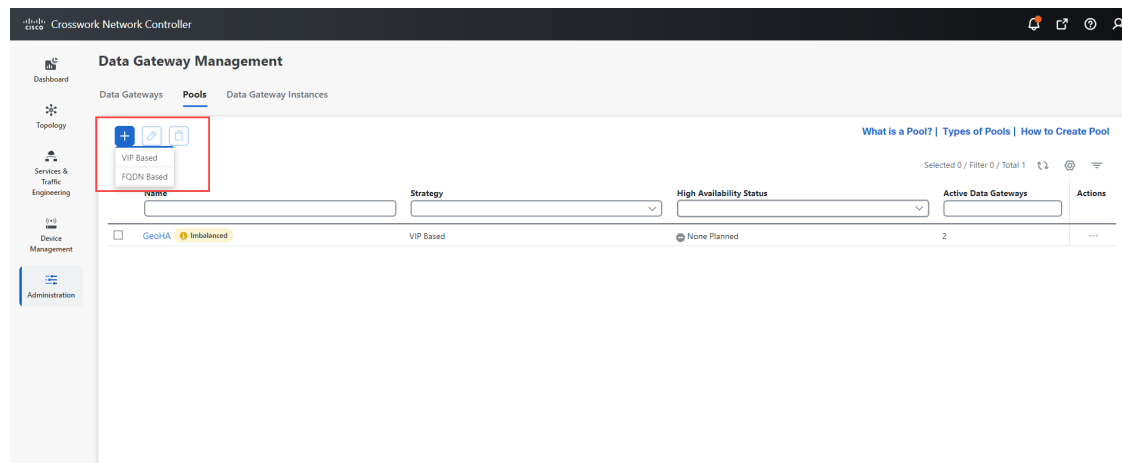 cisco Crosswork Network Controller
Dashboard
Topology
Services &
Traffic
Engineering
Device
Management
Administration
Data Gateway Management
Data Gateways Pools Data Gateway Instances
What is a Pool? | Types of Pools | How to Create Pool
VIP Based
FQDN Based
Selected 0 / Filter 0 / Total 1
Name Strategy High Availability Status Active Data Gateways Actions
GeoHA Imbalanced VIP Based None Planned 2 ...